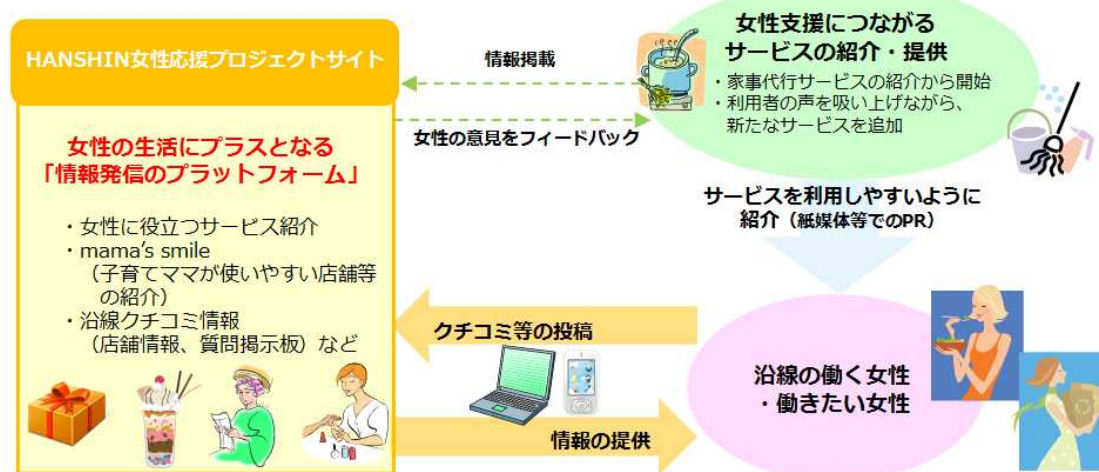 HANSHIN女性応援プロジェクトサイト
女性の生活にプラスとなる
「情報発信のプラットフォーム」
・女性に役立つサービス紹介
・mama's smile
（子育てママが使いやすい店舗等
の紹介）
・沿線クチコミ情報
（店舗情報、質問掲示板）など
情報掲載
女性の意見をフィードバック
女性支援につながる
サービスの紹介・提供
・家事代行サービスの紹介から開始
・利用者の声を吸い上げながら、
新たなサービスを追加
サービスを利用しやすいように
紹介（紙媒体等でのPR）
クチコミ等の投稿
情報の提供
沿線の働く女性
・働きたい女性